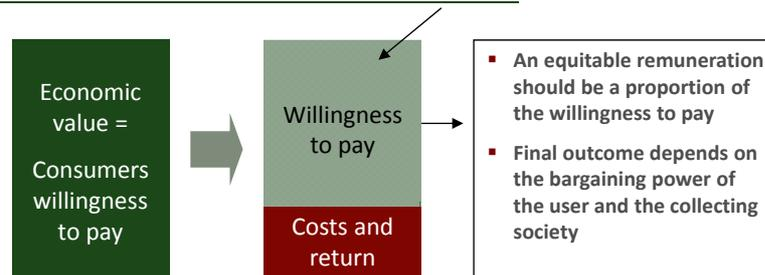 Economic
value =
Consumers
willingness
to pay
Willingness
to pay
Costs and
return
▪ An equitable remuneration
should be a proportion of
the willingness to pay
▪ Final outcome depends on
the bargaining power of
the user and the collecting
society